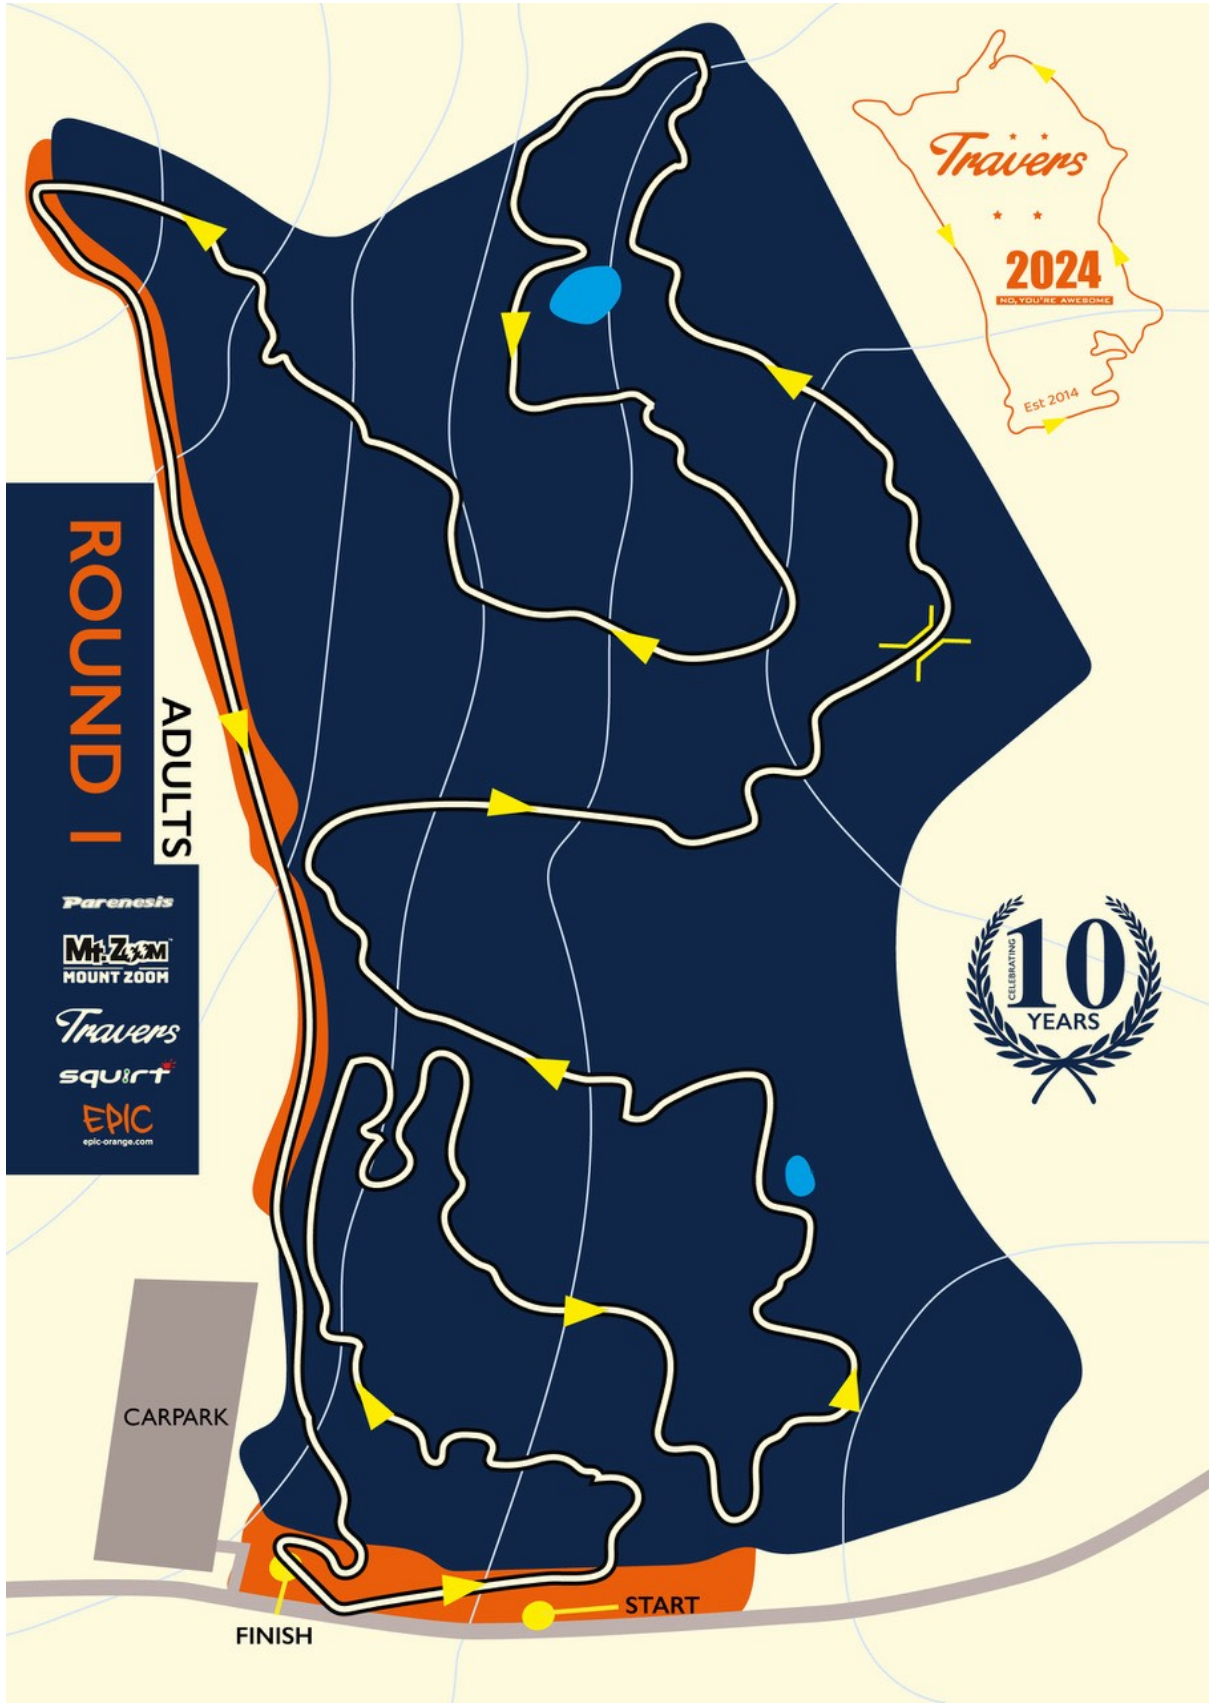 Travers
2024
NO, YOU'RE AWESOME
Est 2014
ROUND 1
ADULTS
Parenesis
Mt. Zoom™
MOUNT ZOOM
Travers
squirt
EPIC
epic-orange.com
CELEBRATING
10
YEARS
CARPARK
START
FINISH